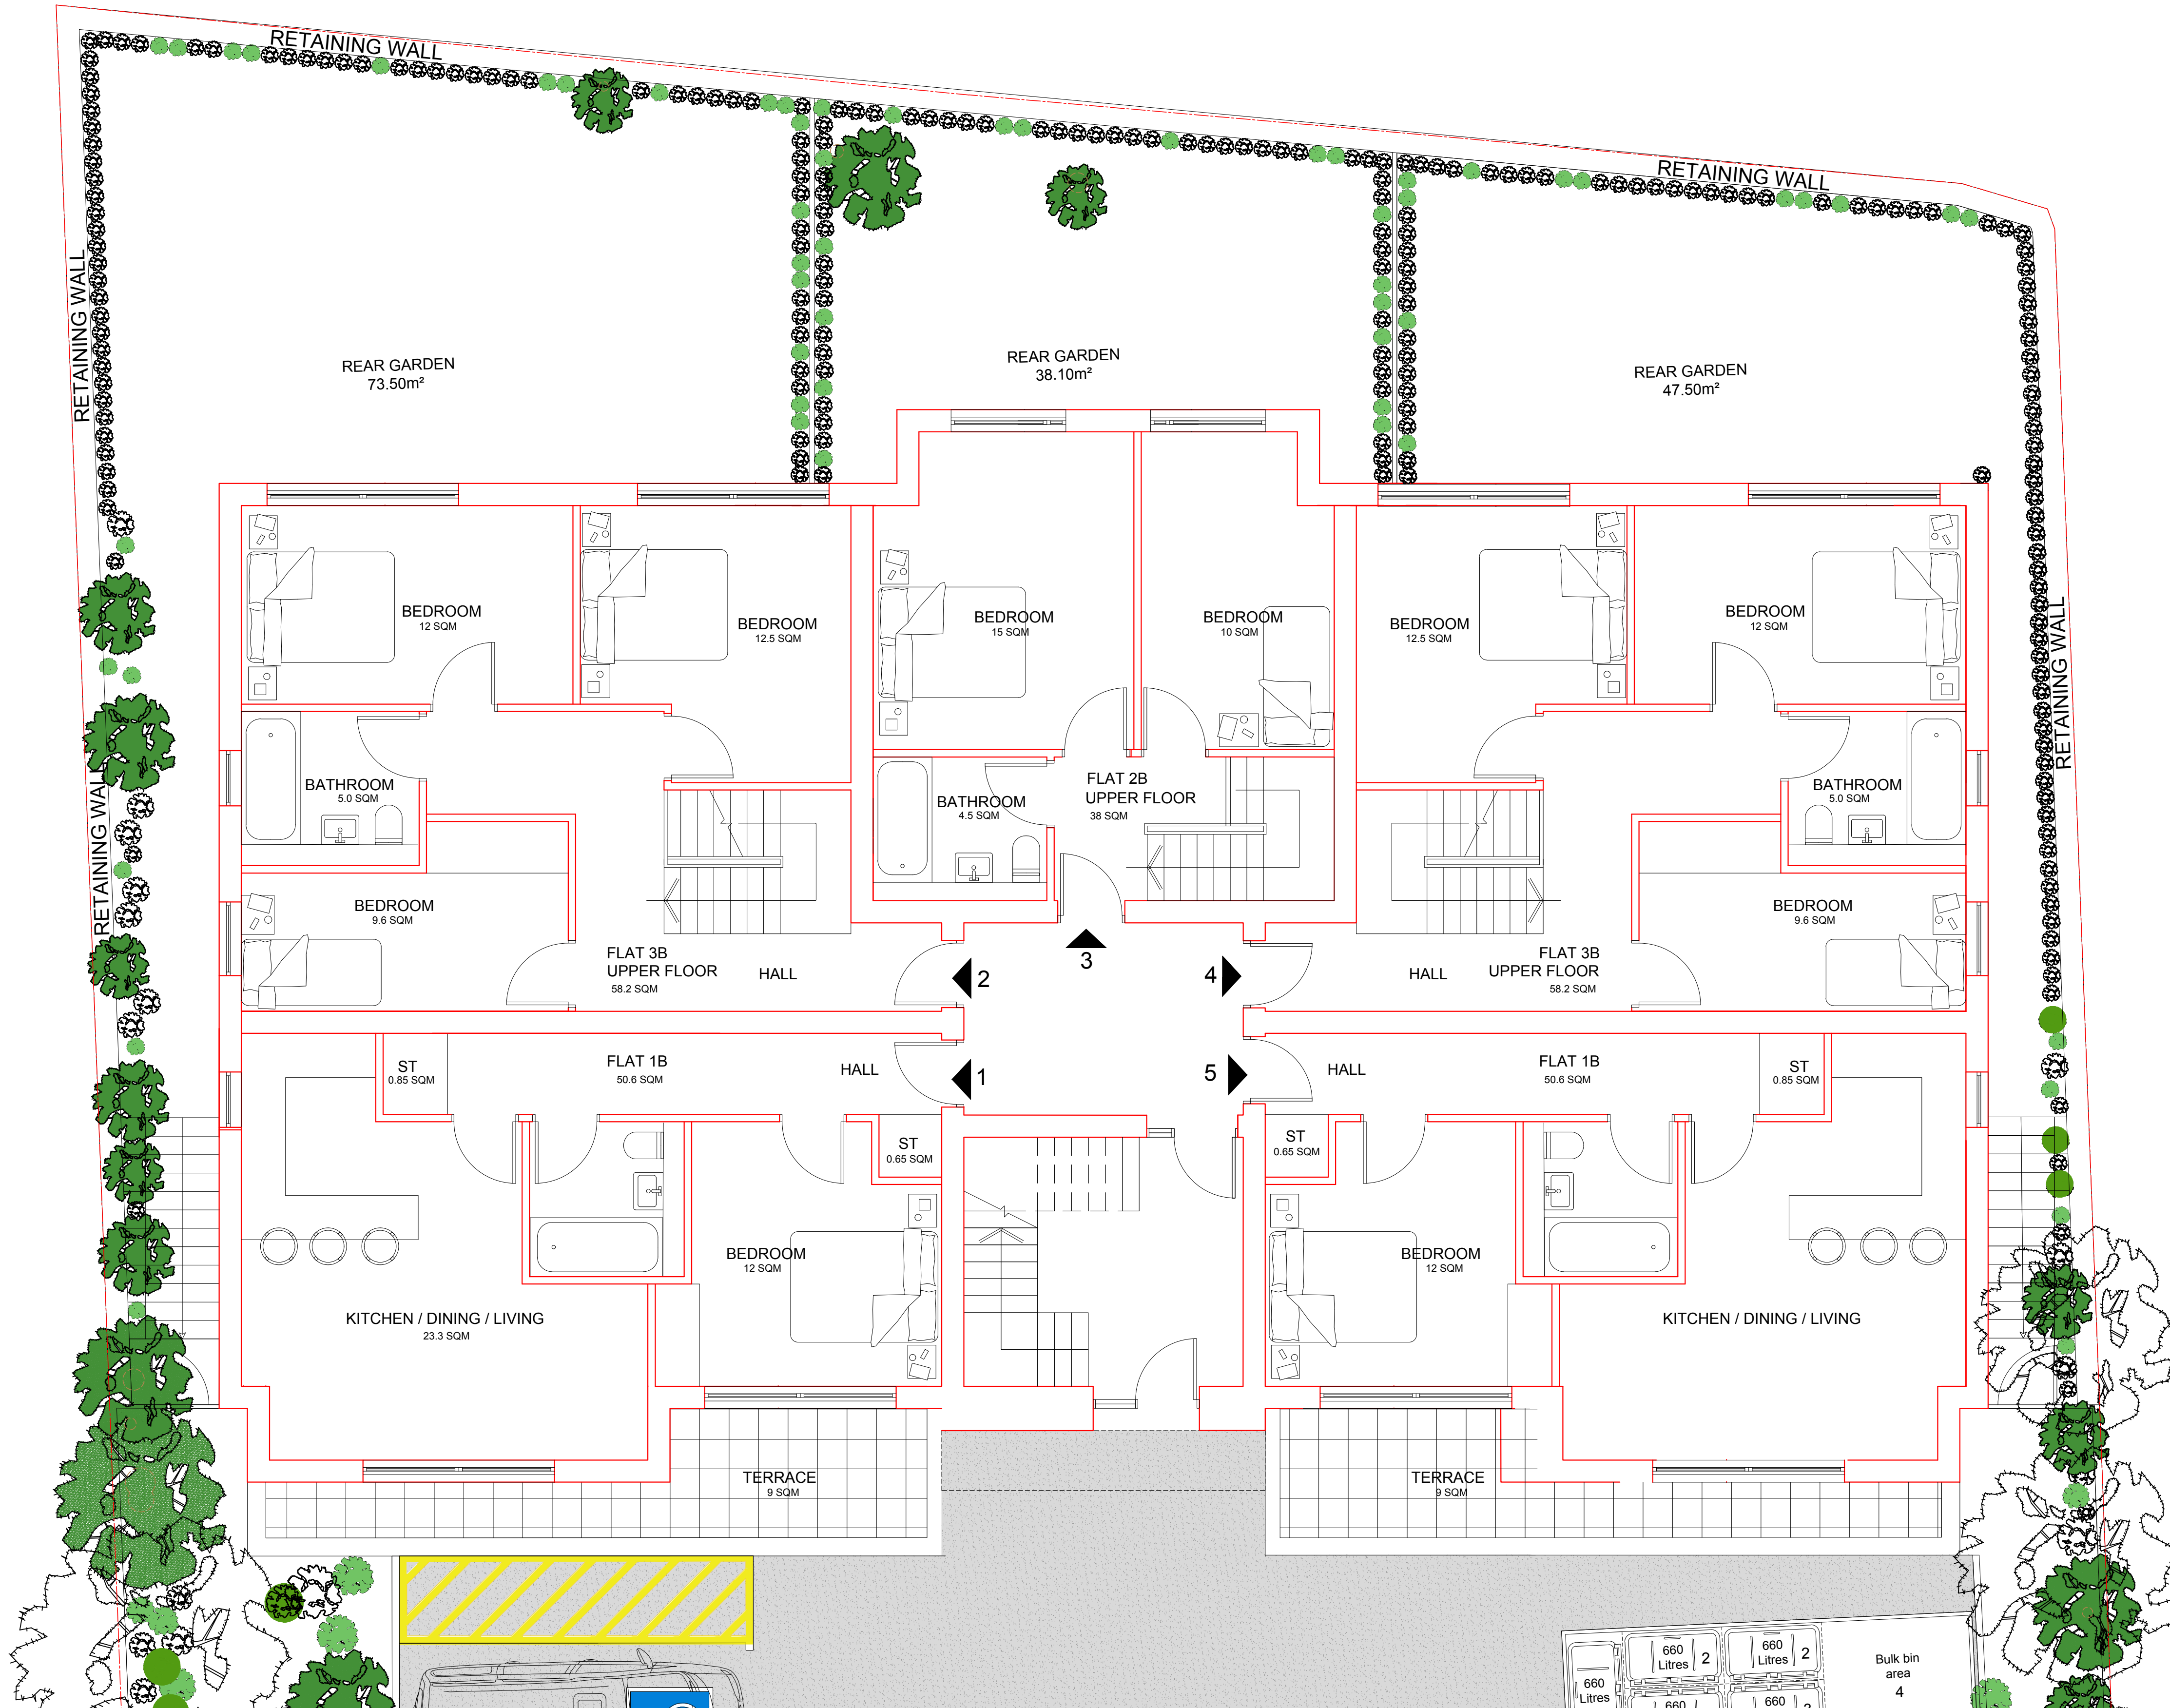 RETAINING WALL
RETAINING WALL
RETAINING WALL
REAR GARDEN
73.50m²
REAR GARDEN
38.10m²
REAR GARDEN
47.50m²
BEDROOM
12 SQM
BEDROOM
12.5 SQM
BEDROOM
15 SQM
BEDROOM
10 SQM
BEDROOM
12.5 SQM
BEDROOM
12 SQM
RETAINING WALL
RETAINING WALL
BATHROOM
5.0 SQM
BATHROOM
4.5 SQM
FLAT 2B
UPPER FLOOR
38 SQM
BATHROOM
5.0 SQM
BEDROOM
9.6 SQM
BEDROOM
9.6 SQM
FLAT 3B
UPPER FLOOR
58.2 SQM
HALL
2
3
4
HALL
FLAT 3B
UPPER FLOOR
58.2 SQM
ST
0.85 SQM
FLAT 1B
50.6 SQM
HALL
1
5
HALL
FLAT 1B
50.6 SQM
ST
0.85 SQM
ST
0.65 SQM
ST
0.65 SQM
BEDROOM
12 SQM
BEDROOM
12 SQM
KITCHEN / DINING / LIVING
23.3 SQM
KITCHEN / DINING / LIVING
TERRACE
9 SQM
TERRACE
9 SQM
660
Litres
660
Litres
2
660
Litres
2
Bulk bin
area
4
660
660